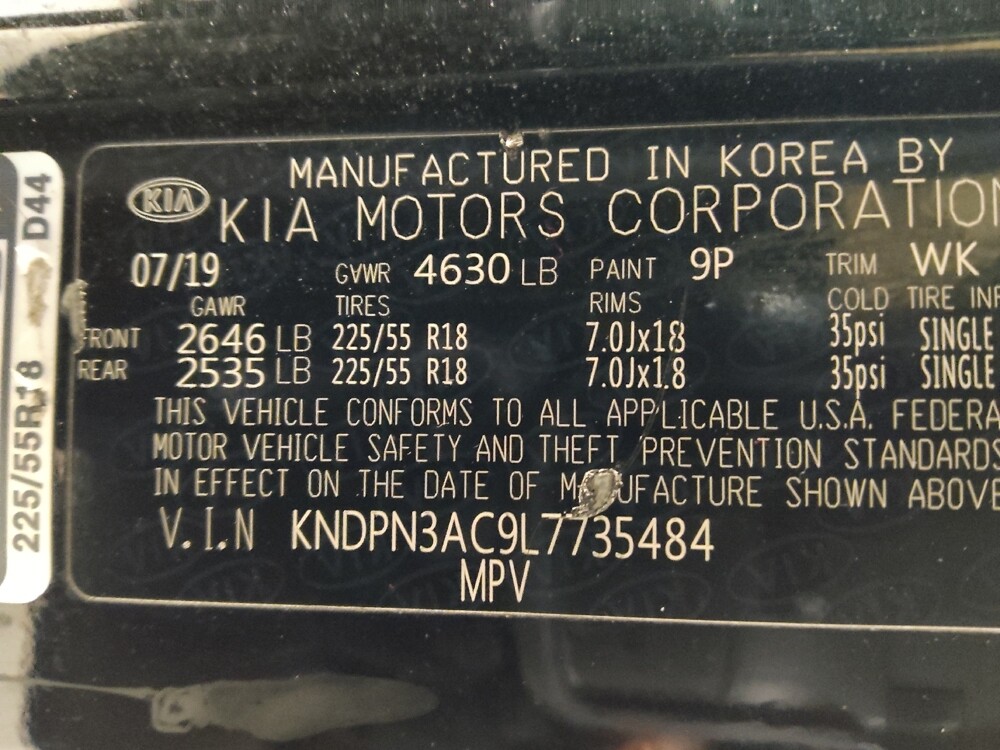 MANUFACTURED IN KOREA BY
KIA KIA MOTORS CORPORATION
07/19 GVWR 4630 LB PAINT 9P TRIM WK
GAWR TIRES RIMS COLD TIRE INF
FRONT 2646 LB 225/55 R18 7.0Jx18 35psi SINGLE
REAR 2535 LB 225/55 R18 7.0Jx1.8 35psi SINGLE
THIS VEHICLE CONFORMS TO ALL APPLICABLE U.S.A. FEDERA
MOTOR VEHICLE SAFETY AND THEFT PREVENTION STANDARDS
IN EFFECT ON THE DATE OF MANUFACTURE SHOWN ABOVE
V.I.N KNDPN3AC9L7735484
MPV
225/55R18 D44